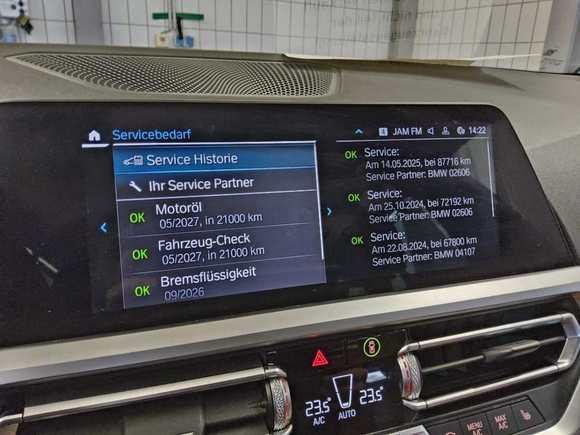 Servicebedarf
JAM FM
14:22
Service Historie
Ihr Service Partner
OK
Motoröl
05/2027, in 21000 km
OK
Fahrzeug-Check
05/2027, in 21000 km
OK
Bremsflüssigkeit
09/2026
OK
Service:
Am 14.05.2025, bei 87716 km
Service Partner: BMW 02606
OK
Service:
Am 25.10.2024, bei 72192 km
Service Partner: BMW 02606
OK
Service:
Am 22.08.2024, bei 67800 km
Service Partner: BMW 04107
23.5°
A/C
AUTO
23.5°
MENU
A/C
MAX
A/C